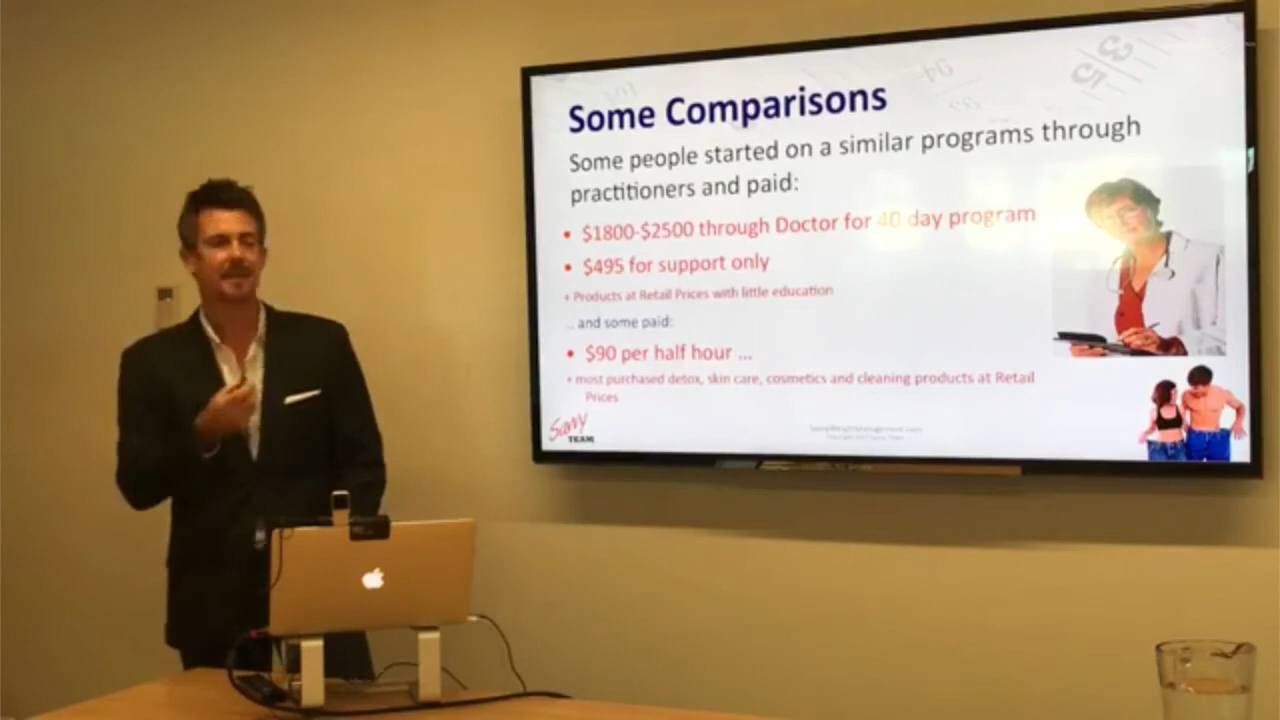 Some Comparisons
Some people started on a similar programs through
practitioners and paid:
• $1800-$2500 through Doctor for 40 day program
• $495 for support only
+ Products at Retail Prices with little education
... and some paid:
• $90 per half hour ...
+ most purchased detox, skin care, cosmetics and cleaning products at Retail
Prices
TEAM